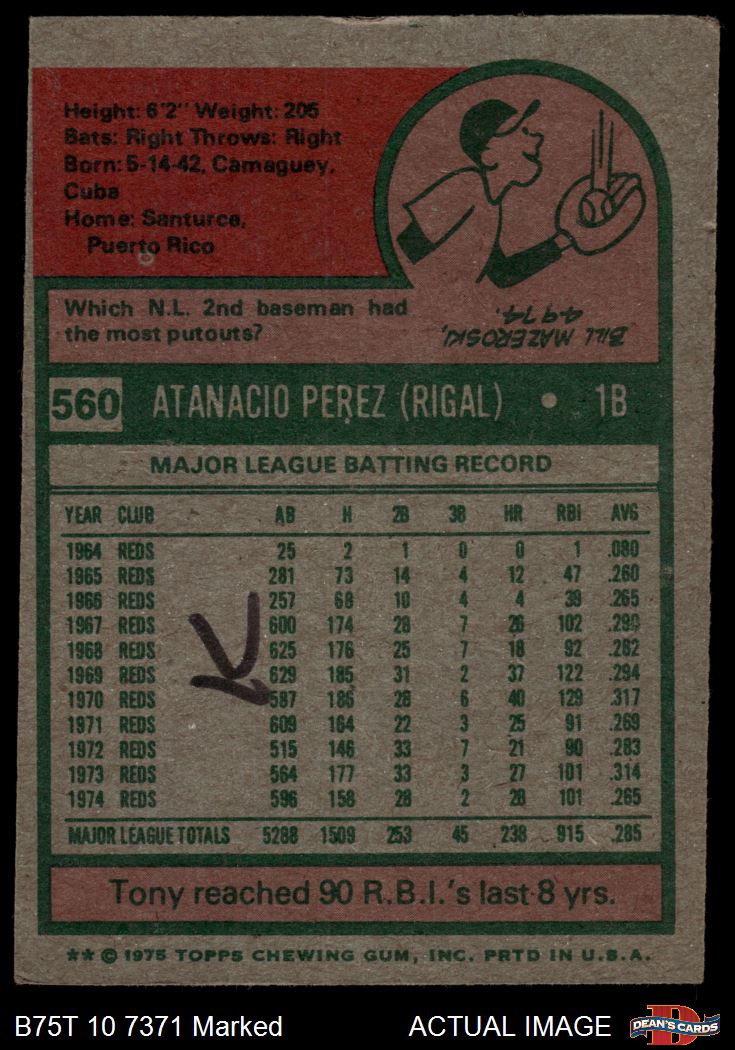 Height: 6'2" Weight: 205
Bats: Right Throws: Right
Born: 5-14-42, Camaguey,
Cuba
Home: Santurce,
Puerto Rico
Which N.L. 2nd baseman had
the most putouts?
BILL MAZEROSKI,
4974.
560 ATANACIO PEREZ (RIGAL) • 1B
MAJOR LEAGUE BATTING RECORD
YEAR CLUB AB H 2B 3B HR RBI AVG
1964 REDS 25 2 1 0 0 1 .080
1965 REDS 281 73 14 4 12 47 .260
1966 REDS 257 68 10 4 4 39 .265
1967 REDS 600 174 28 7 26 102 .290
1968 REDS 625 176 25 7 18 92 .282
1969 REDS 629 185 31 2 37 122 .294
1970 REDS 587 186 28 6 40 129 .317
1971 REDS 609 164 22 3 25 91 .269
1972 REDS 515 146 33 7 21 90 .283
1973 REDS 564 177 33 3 27 101 .314
1974 REDS 596 158 28 2 28 101 .265
MAJOR LEAGUE TOTALS 5288 1509 253 45 238 915 .285
Tony reached 90 R.B.I.'s last 8 yrs.
** © 1975 TOPPS CHEWING GUM, INC. PRTD IN U.S.A.
B75T 10 7371 Marked ACTUAL IMAGE DEAN'S CARDS